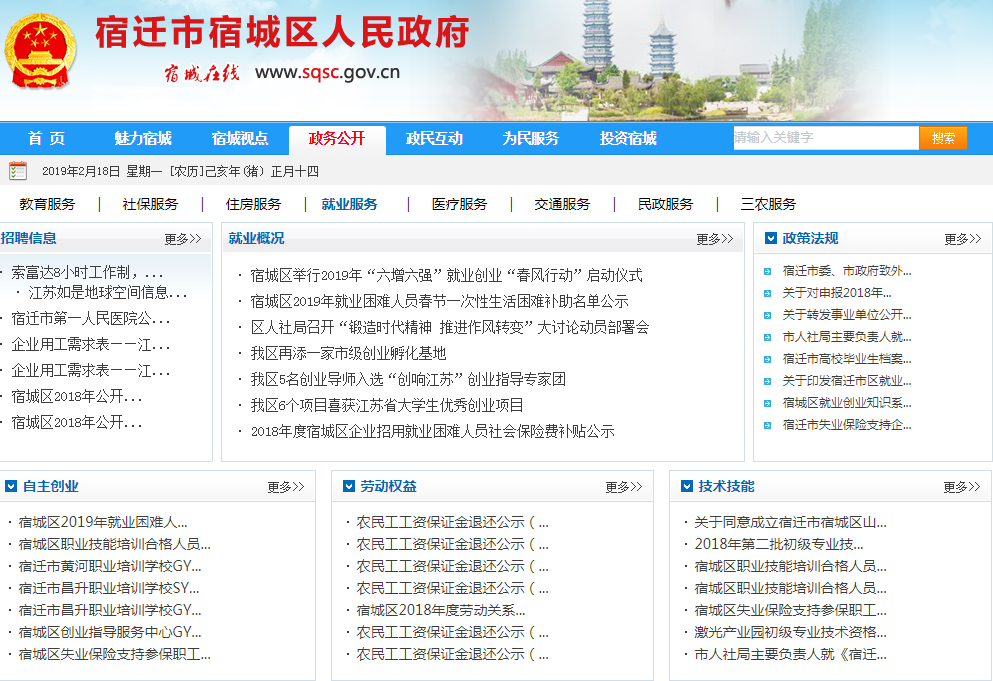 宿迁市宿城区人民政府
宿城在线 www.sqsc.gov.cn
首 页 魅力宿城 宿城视点 政务公开 政民互动 为民服务 投资宿城 请输入关键字 搜索
2019年2月18日 星期一 [农历]己亥年(猪) 正月十四
教育服务 | 社保服务 | 住房服务 | 就业服务 | 医疗服务 | 交通服务 | 民政服务 | 三农服务
招聘信息 更多>>
· 索富达8小时工作制，...
· 江苏如是地球空间信息...
· 宿迁市第一人民医院公...
· 企业用工需求表——江...
· 企业用工需求表——江...
· 宿城区2018年公开...
· 宿城区2018年公开...
就业概况 更多>>
· 宿城区举行2019年“六增六强”就业创业“春风行动”启动仪式
· 宿城区2019年就业困难人员春节一次性生活困难补助名单公示
· 区人社局召开“锻造时代精神 推进作风转变”大讨论动员部署会
· 我区再添一家市级创业孵化基地
· 我区5名创业导师入选“创响江苏”创业指导专家团
· 我区6个项目喜获江苏省大学生优秀创业项目
· 2018年度宿城区企业招用就业困难人员社会保险费补贴公示
政策法规 更多>>
宿迁市委、市政府致外...
关于对申报2018年...
关于转发事业单位公开...
市人社局主要负责人就...
宿迁市高校毕业生档案...
关于印发宿迁市区就业...
宿城区就业创业知识系...
宿迁市失业保险支持企...
自主创业 更多>>
· 宿城区2019年就业困难人...
· 宿城区职业技能培训合格人员...
· 宿迁市黄河职业培训学校GY...
· 宿迁市昌升职业培训学校SY...
· 宿迁市昌升职业培训学校GY...
· 宿城区创业指导服务中心GY...
· 宿城区失业保险支持参保职工...
劳动权益 更多>>
· 农民工工资保证金退还公示（...
· 农民工工资保证金退还公示（...
· 农民工工资保证金退还公示（...
· 农民工工资保证金退还公示（...
· 宿城区2018年度劳动关系...
· 农民工工资保证金退还公示（...
· 农民工工资保证金退还公示（...
技术技能 更多>>
· 关于同意成立宿迁市宿城区山...
· 2018年第二批初级专业技...
· 宿城区职业技能培训合格人员...
· 宿城区职业技能培训合格人员...
· 宿城区失业保险支持参保职工...
· 激光产业园初级专业技术资格...
· 市人社局主要负责人就《宿迁...